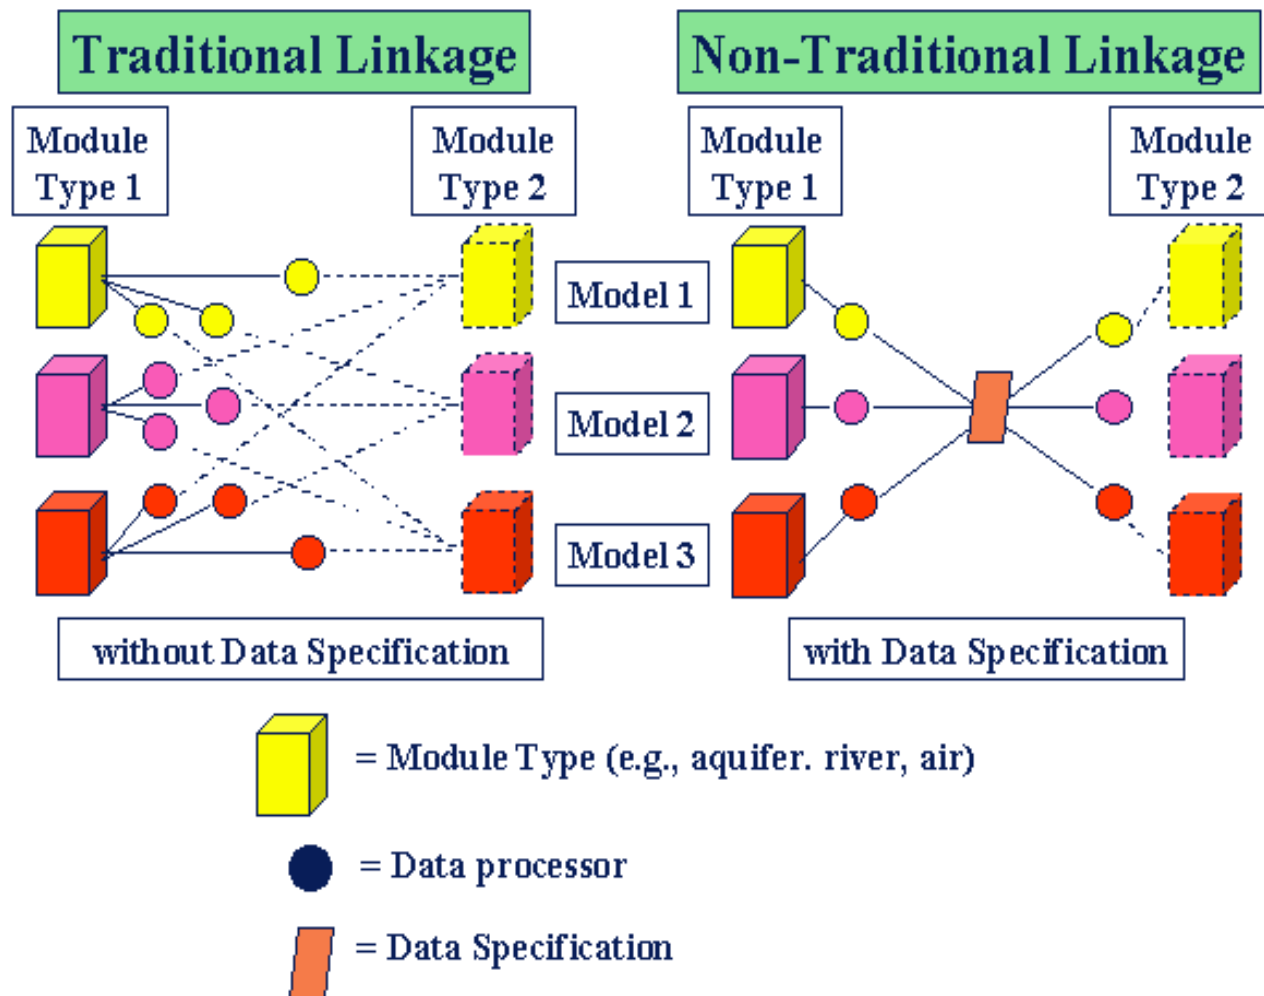 Traditional Linkage
Non-Traditional Linkage
Module
Type 1
Module
Type 2
Module
Type 1
Module
Type 2
Model 1
Model 2
Model 3
without Data Specification
with Data Specification
= Module Type (e.g., aquifer. river, air)
= Data processor
= Data Specification